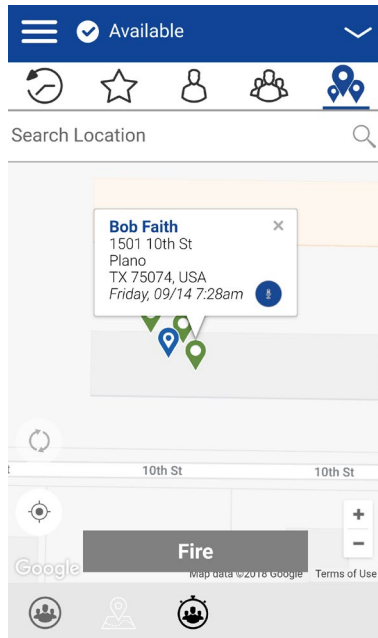 Available
Search Location
Bob Faith
1501 10th St
Plano
TX 75074, USA
Friday, 09/14 7:28am
10th St
10th St
Fire
Google
Map data ©2018 Google
Terms of Use